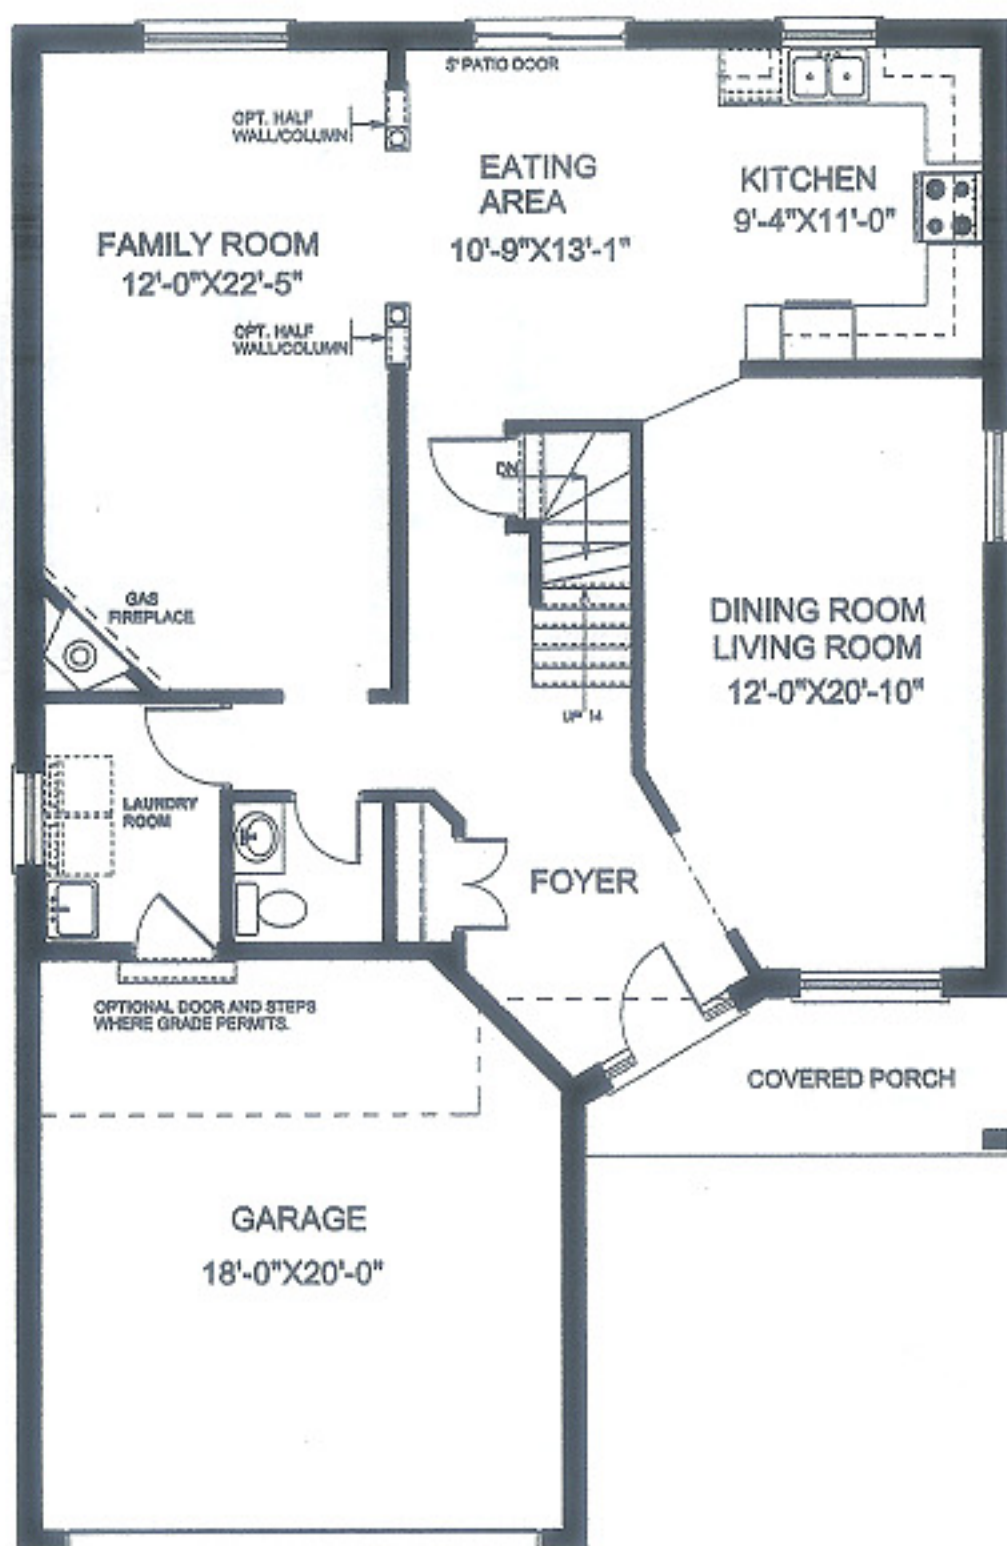 5' PATIO DOOR
OPT. HALF
WALL/COLUMN
EATING
AREA
10'-9"X13'-1"
KITCHEN
9'-4"X11'-0"
FAMILY ROOM
12'-0"X22'-5"
OPT. HALF
WALL/COLUMN
DN
GAS
FIREPLACE
DINING ROOM
LIVING ROOM
12'-0"X20'-10"
UP 14
LAUNDRY
ROOM
FOYER
OPTIONAL DOOR AND STEPS
WHERE GRADE PERMITS.
COVERED PORCH
GARAGE
18'-0"X20'-0"